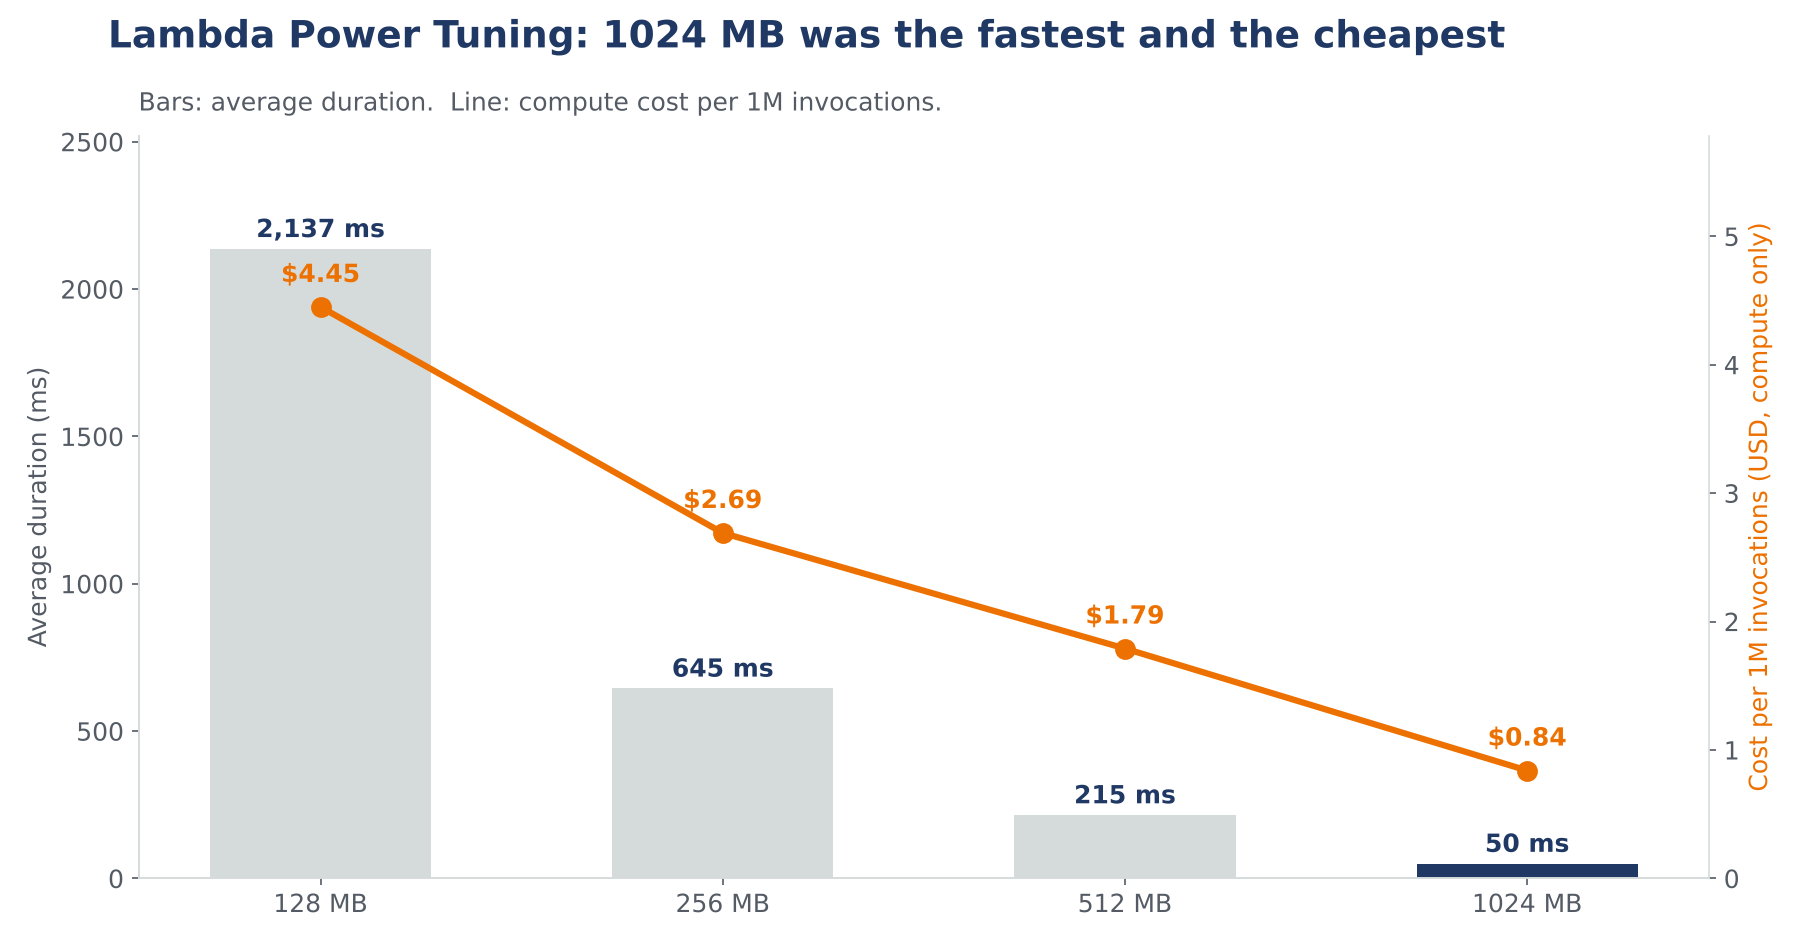 Lambda Power Tuning: 1024 MB was the fastest and the cheapest
Bars: average duration.  Line: compute cost per 1M invocations.
Average duration (ms)
2500
2000
1500
1000
500
0
2,137 ms
$4.45
$2.69
645 ms
$1.79
215 ms
$0.84
50 ms
128 MB
256 MB
512 MB
1024 MB
5
4
3
2
1
0
Cost per 1M invocations (USD, compute only)